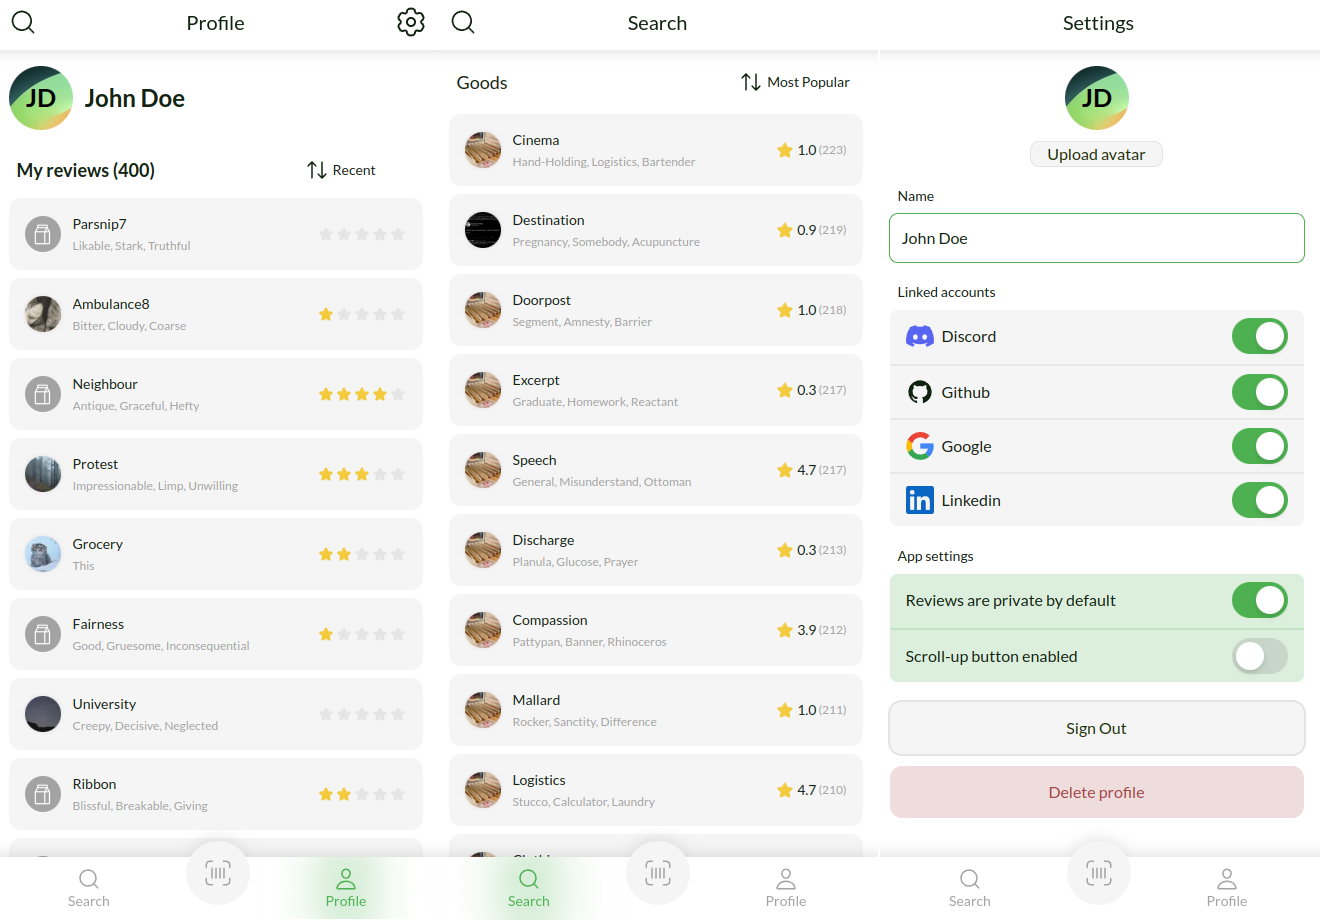 Profile
JD
John Doe
My reviews (400)
Recent
Parsnip7
Likable, Stark, Truthful
Ambulance8
Bitter, Cloudy, Coarse
Neighbour
Antique, Graceful, Hefty
Protest
Impressionable, Limp, Unwilling
Grocery
This
Fairness
Good, Gruesome, Inconsequential
University
Creepy, Decisive, Neglected
Ribbon
Blissful, Breakable, Giving
Search
Profile
Search
Goods
Most Popular
Cinema
1.0 (223)
Hand-Holding, Logistics, Bartender
Destination
0.9 (219)
Pregnancy, Somebody, Acupuncture
Doorpost
1.0 (218)
Segment, Amnesty, Barrier
Excerpt
0.3 (217)
Graduate, Homework, Reactant
Speech
4.7 (217)
General, Misunderstand, Ottoman
Discharge
0.3 (213)
Planula, Glucose, Prayer
Compassion
3.9 (212)
Pattypan, Banner, Rhinoceros
Mallard
1.0 (211)
Rocker, Sanctity, Difference
Logistics
4.7 (210)
Stucco, Calculator, Laundry
Search
Profile
Settings
JD
Upload avatar
Name
John Doe
Linked accounts
Discord
Github
Google
in
Linkedin
App settings
Reviews are private by default
Scroll-up button enabled
Sign Out
Delete profile
Search
Profile